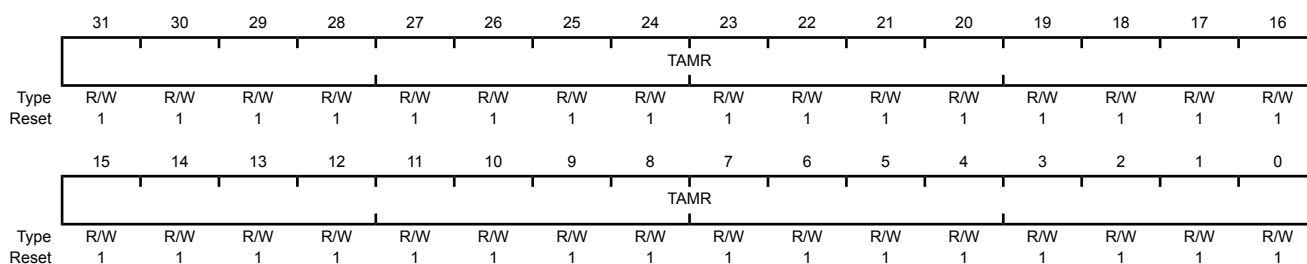 31 30 29 28 27 26 25 24 23 22 21 20 19 18 17 16
TAMR
Type R/W R/W R/W R/W R/W R/W R/W R/W R/W R/W R/W R/W R/W R/W R/W R/W
Reset 1 1 1 1 1 1 1 1 1 1 1 1 1 1 1 1
15 14 13 12 11 10 9 8 7 6 5 4 3 2 1 0
TAMR
Type R/W R/W R/W R/W R/W R/W R/W R/W R/W R/W R/W R/W R/W R/W R/W R/W
Reset 1 1 1 1 1 1 1 1 1 1 1 1 1 1 1 1